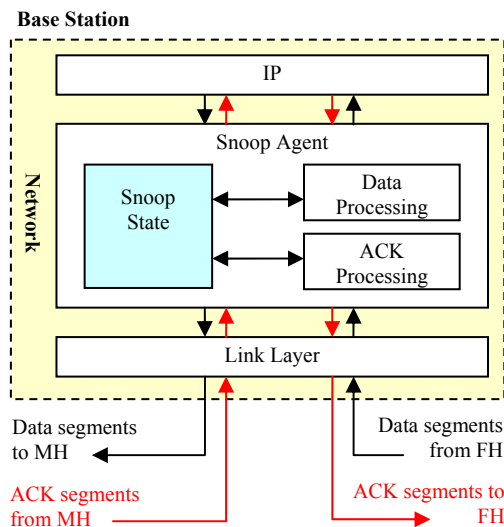 Base Station
IP
Network
Snoop Agent
Snoop
State
Data
Processing
ACK
Processing
Link Layer
Data segments
to MH
Data segments
from FH
ACK segments
from MH
ACK segments to
FH